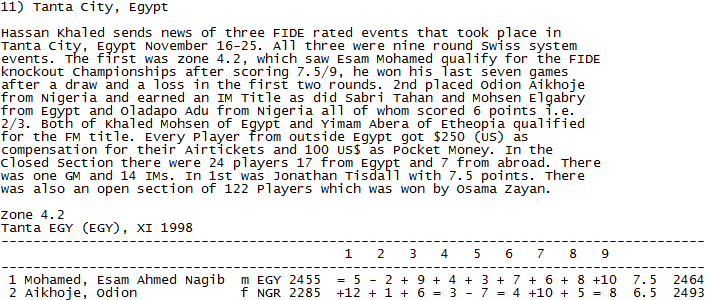 11) Tanta City, Egypt

Hassan Khaled sends news of three FIDE rated events that took place in
Tanta City, Egypt November 16-25. All three were nine round Swiss system
events. The first was zone 4.2, which saw Esam Mohamed qualify for the FIDE
knockout Championships after scoring 7.5/9, he won his last seven games
after a draw and a loss in the first two rounds. 2nd placed Odion Aikhoje
from Nigeria and earned an IM Title as did Sabri Tahan and Mohsen Elgabry
from Egypt and Oladapo Adu from Nigeria all of whom scored 6 points i.e.
2/3. Both of Khaled Mohsen of Egypt and Yimam Abera of Etheopia qualified
for the FM title. Every Player from outside Egypt got $250 (US) as
compensation for their Airtickets and 100 US$ as Pocket Money. In the
Closed Section there were 24 players 17 from Egypt and 7 from abroad. There
was one GM and 14 IMs. In 1st was Jonathan Tisdall with 7.5 points. There
was also an open section of 122 Players which was won by Osama Zayan.

Zone 4.2
Tanta EGY (EGY), XI 1998
----------------------------------------------------------------------------------------
1 2 3 4 5 6 7 8 9
----------------------------------------------------------------------------------------
1 Mohamed, Esam Ahmed Nagib m EGY 2455 = 5 - 2 + 9 + 4 + 3 + 7 + 6 + 8 +10 7.5 2464
2 Aikhoje, Odion f NGR 2285 +12 + 1 + 6 = 3 - 7 = 4 +10 + 5 = 8 6.5 2493